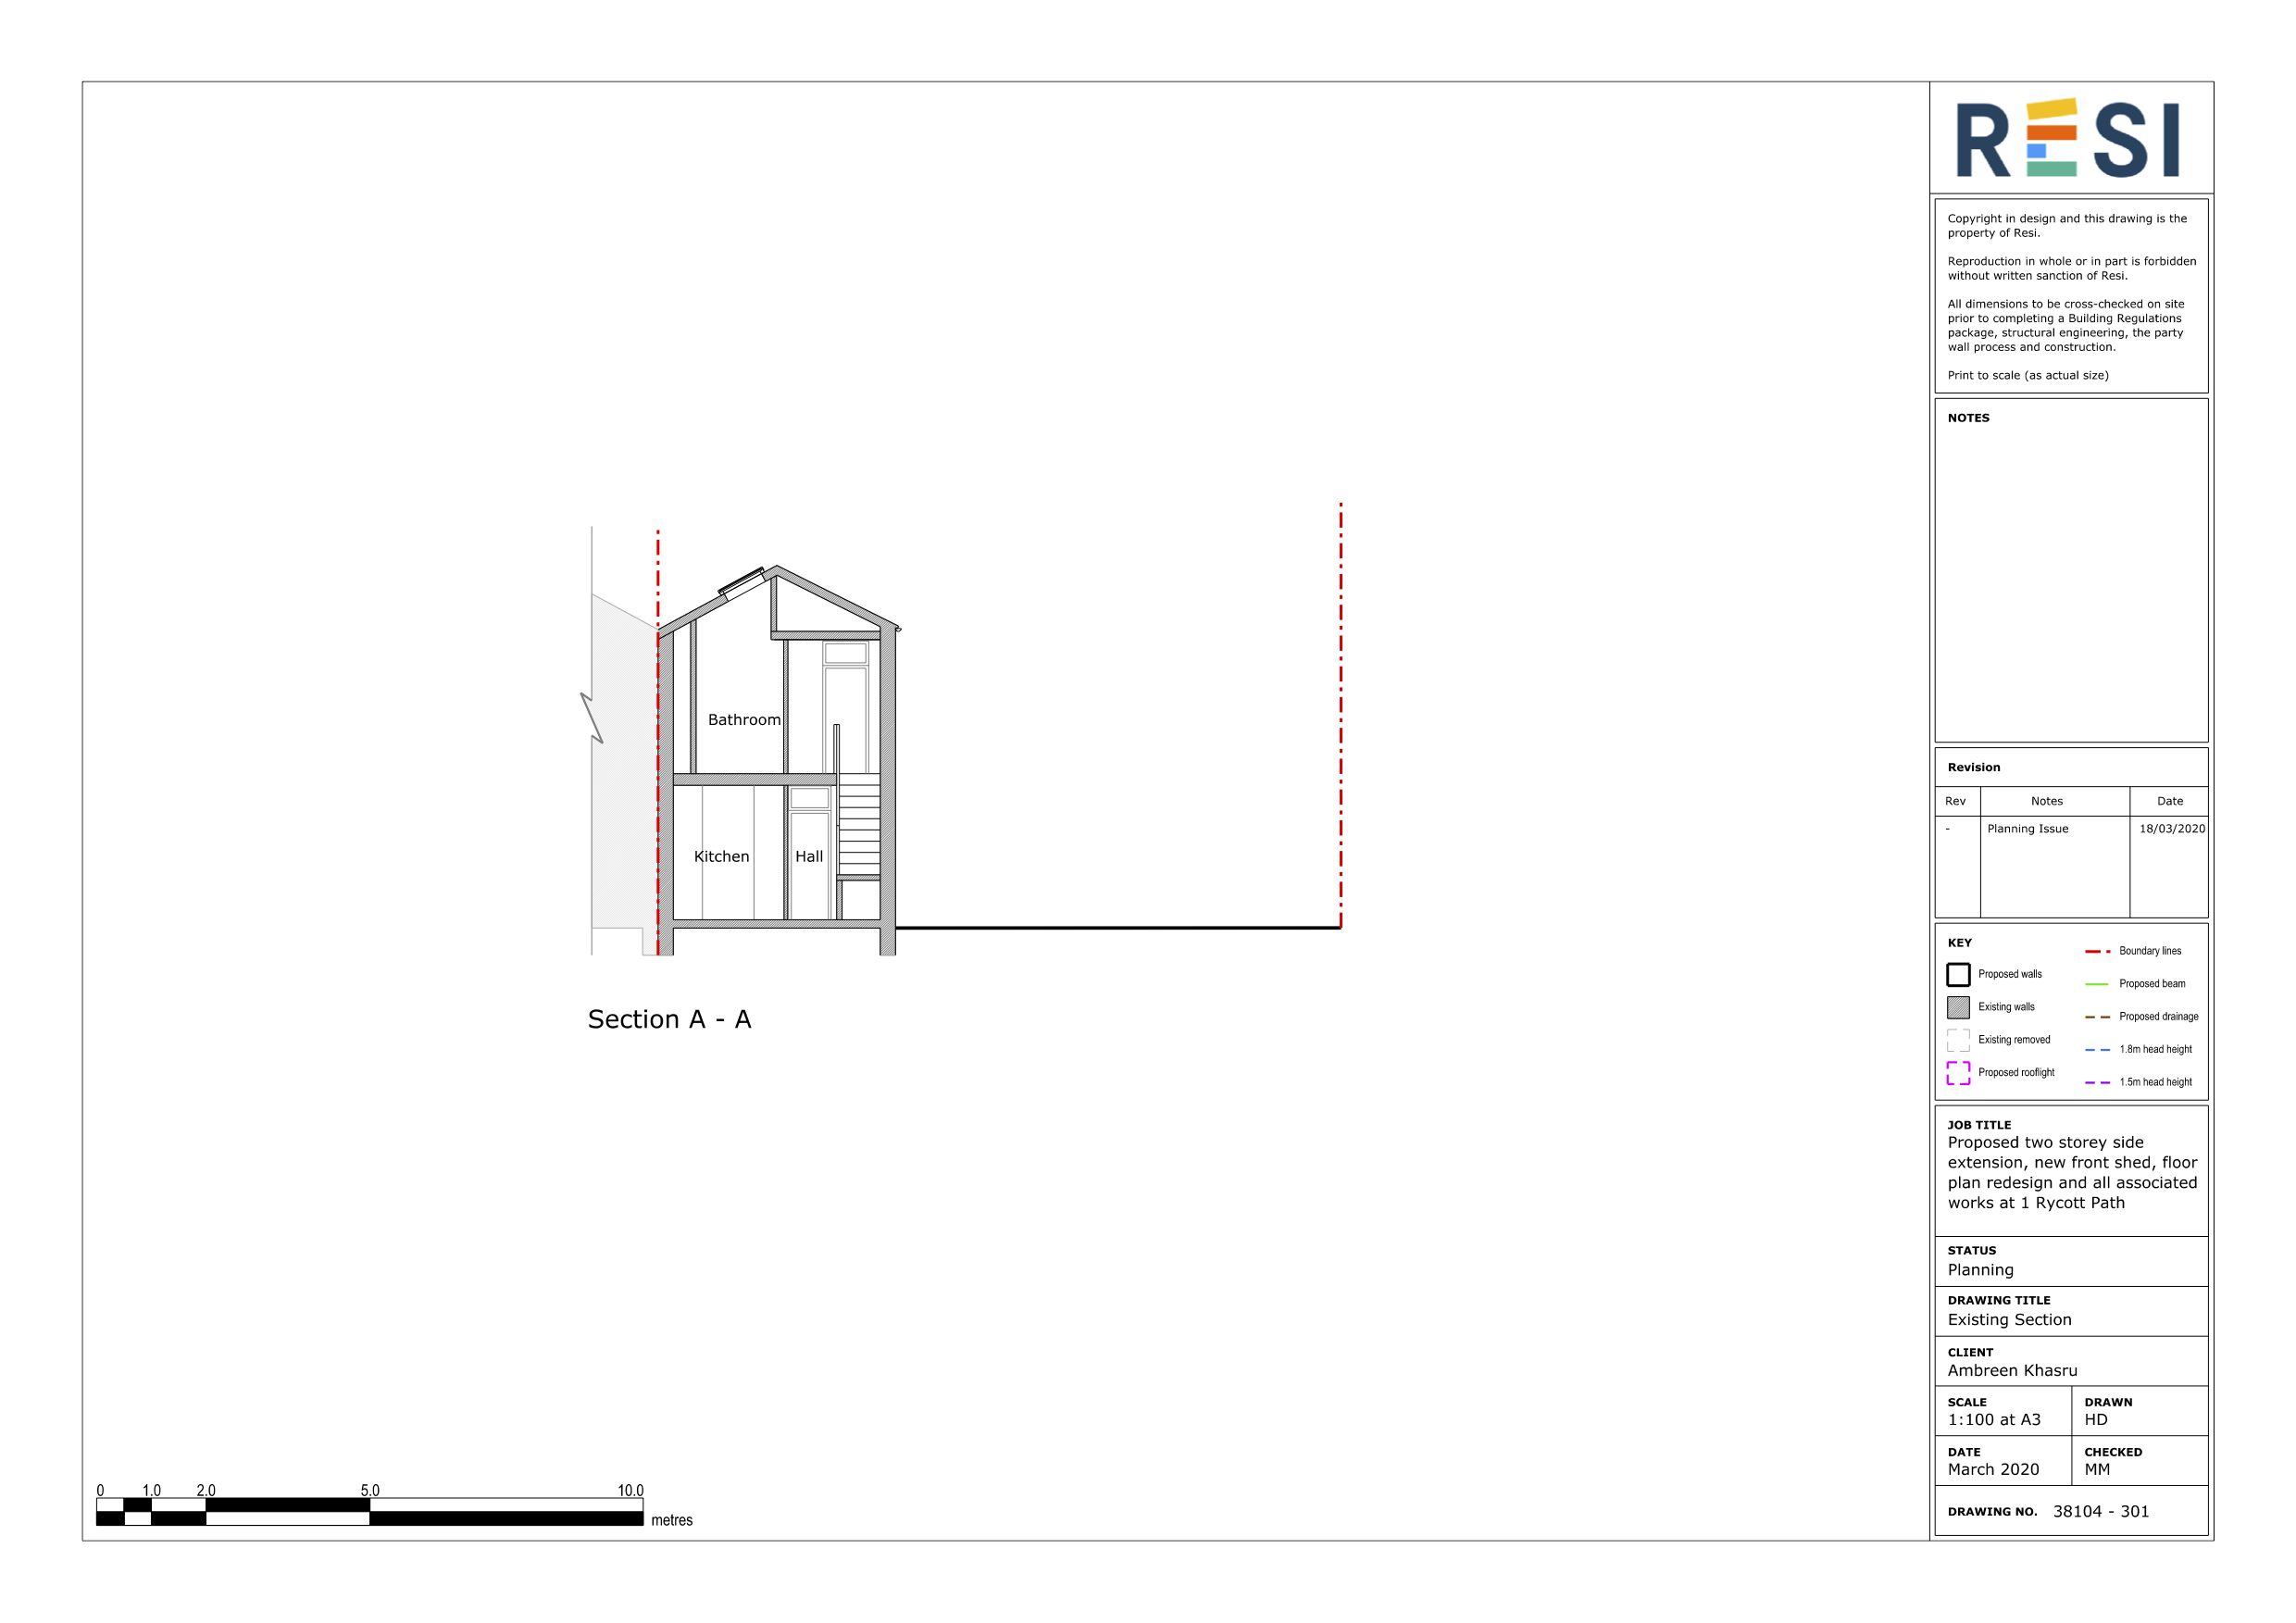 RESI
Copyright in design and this drawing is the
property of Resi.
Reproduction in whole or in part is forbidden
without written sanction of Resi.
All dimensions to be cross-checked on site
prior to completing a Building Regulations
package, structural engineering, the party
wall process and construction.
Print to scale (as actual size)
NOTES
Bathroom
Kitchen
Hall
Section A - A
Revision
Rev Notes Date
- Planning Issue 18/03/2020
KEY
Proposed walls
Existing walls
Existing removed
Proposed rooflight
Boundary lines
Proposed beam
Proposed drainage
1.8m head height
1.5m head height
JOB TITLE
Proposed two storey side
extension, new front shed, floor
plan redesign and all associated
works at 1 Rycott Path
STATUS
Planning
DRAWING TITLE
Existing Section
CLIENT
Ambreen Khasru
SCALE
1:100 at A3
DRAWN
HD
DATE
March 2020
CHECKED
MM
DRAWING NO. 38104 - 301
0 1.0 2.0 5.0 10.0
metres